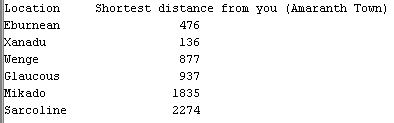 Location Shortest distance from you (Amaranth Town)
Eburnean 476
Xanadu 136
Wenge 877
Glaucous 937
Mikado 1835
Sarcoline 2274